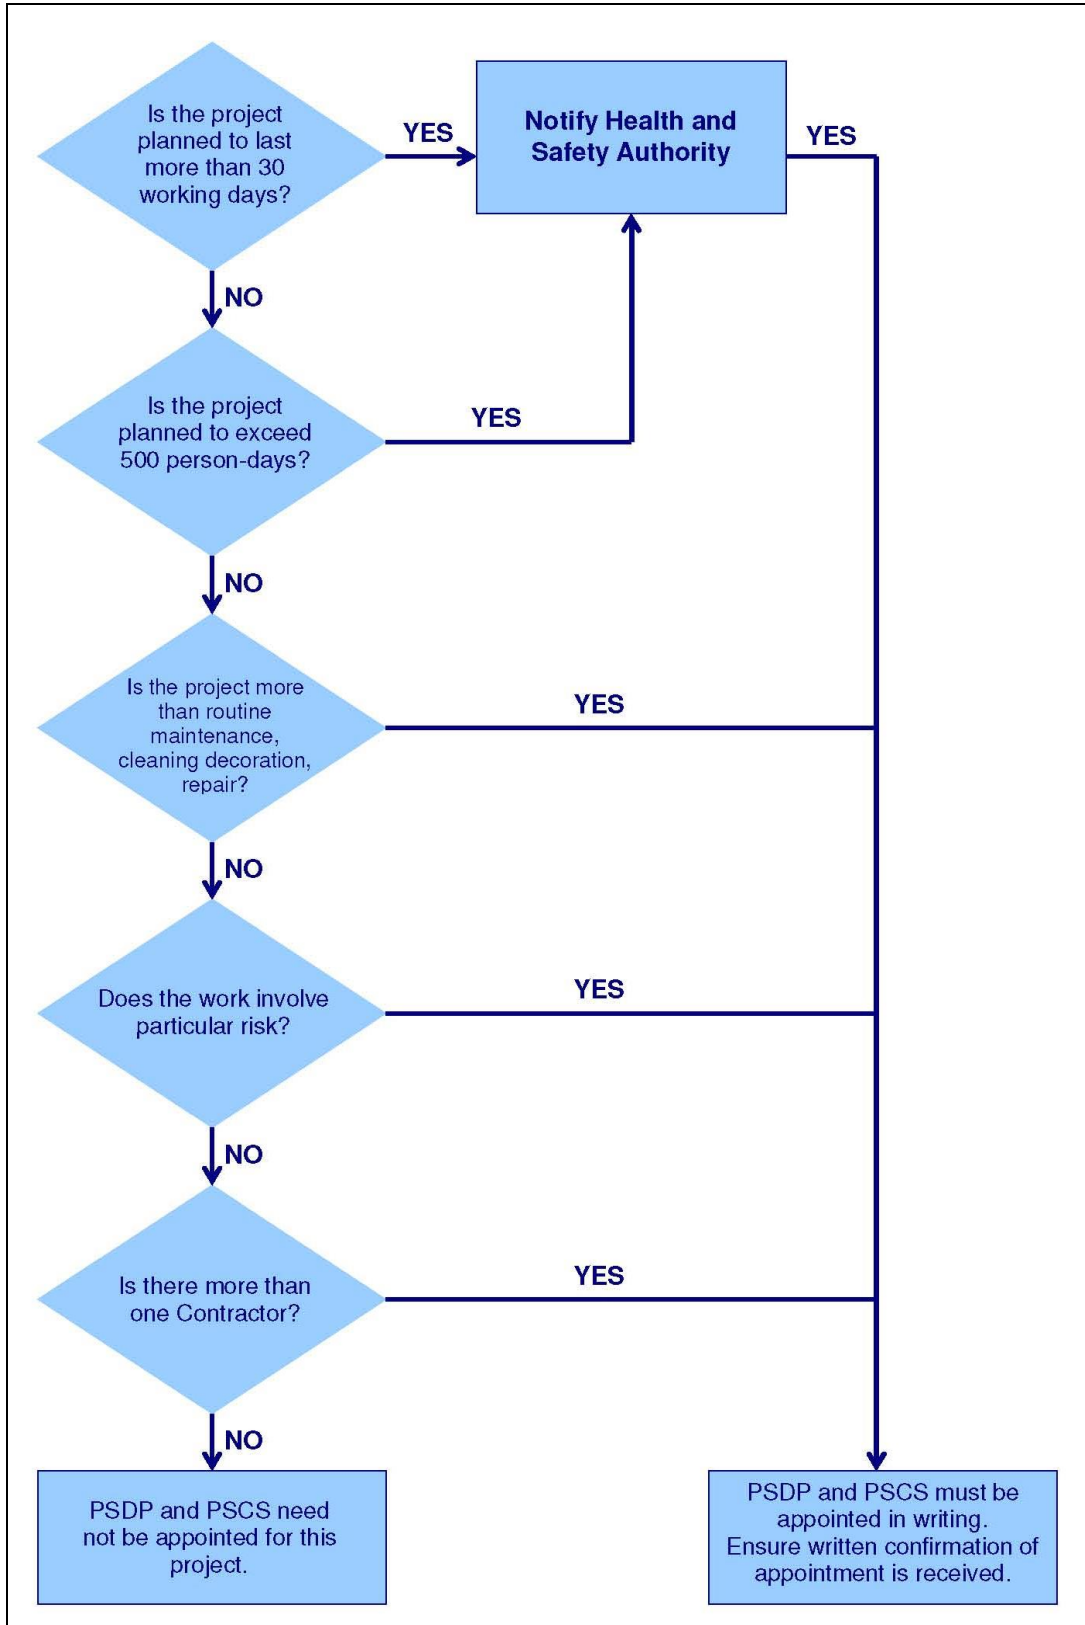 Is the project
planned to last
more than 30
working days?
YES
Notify Health and
Safety Authority
YES
NO
Is the project
planned to exceed
500 person-days?
YES
NO
Is the project more
than routine
maintenance,
cleaning decoration,
repair?
YES
NO
Does the work involve
particular risk?
YES
NO
Is there more than
one Contractor?
YES
NO
PSDP and PSCS need
not be appointed for this
project.
PSDP and PSCS must be
appointed in writing.
Ensure written confirmation of
appointment is received.